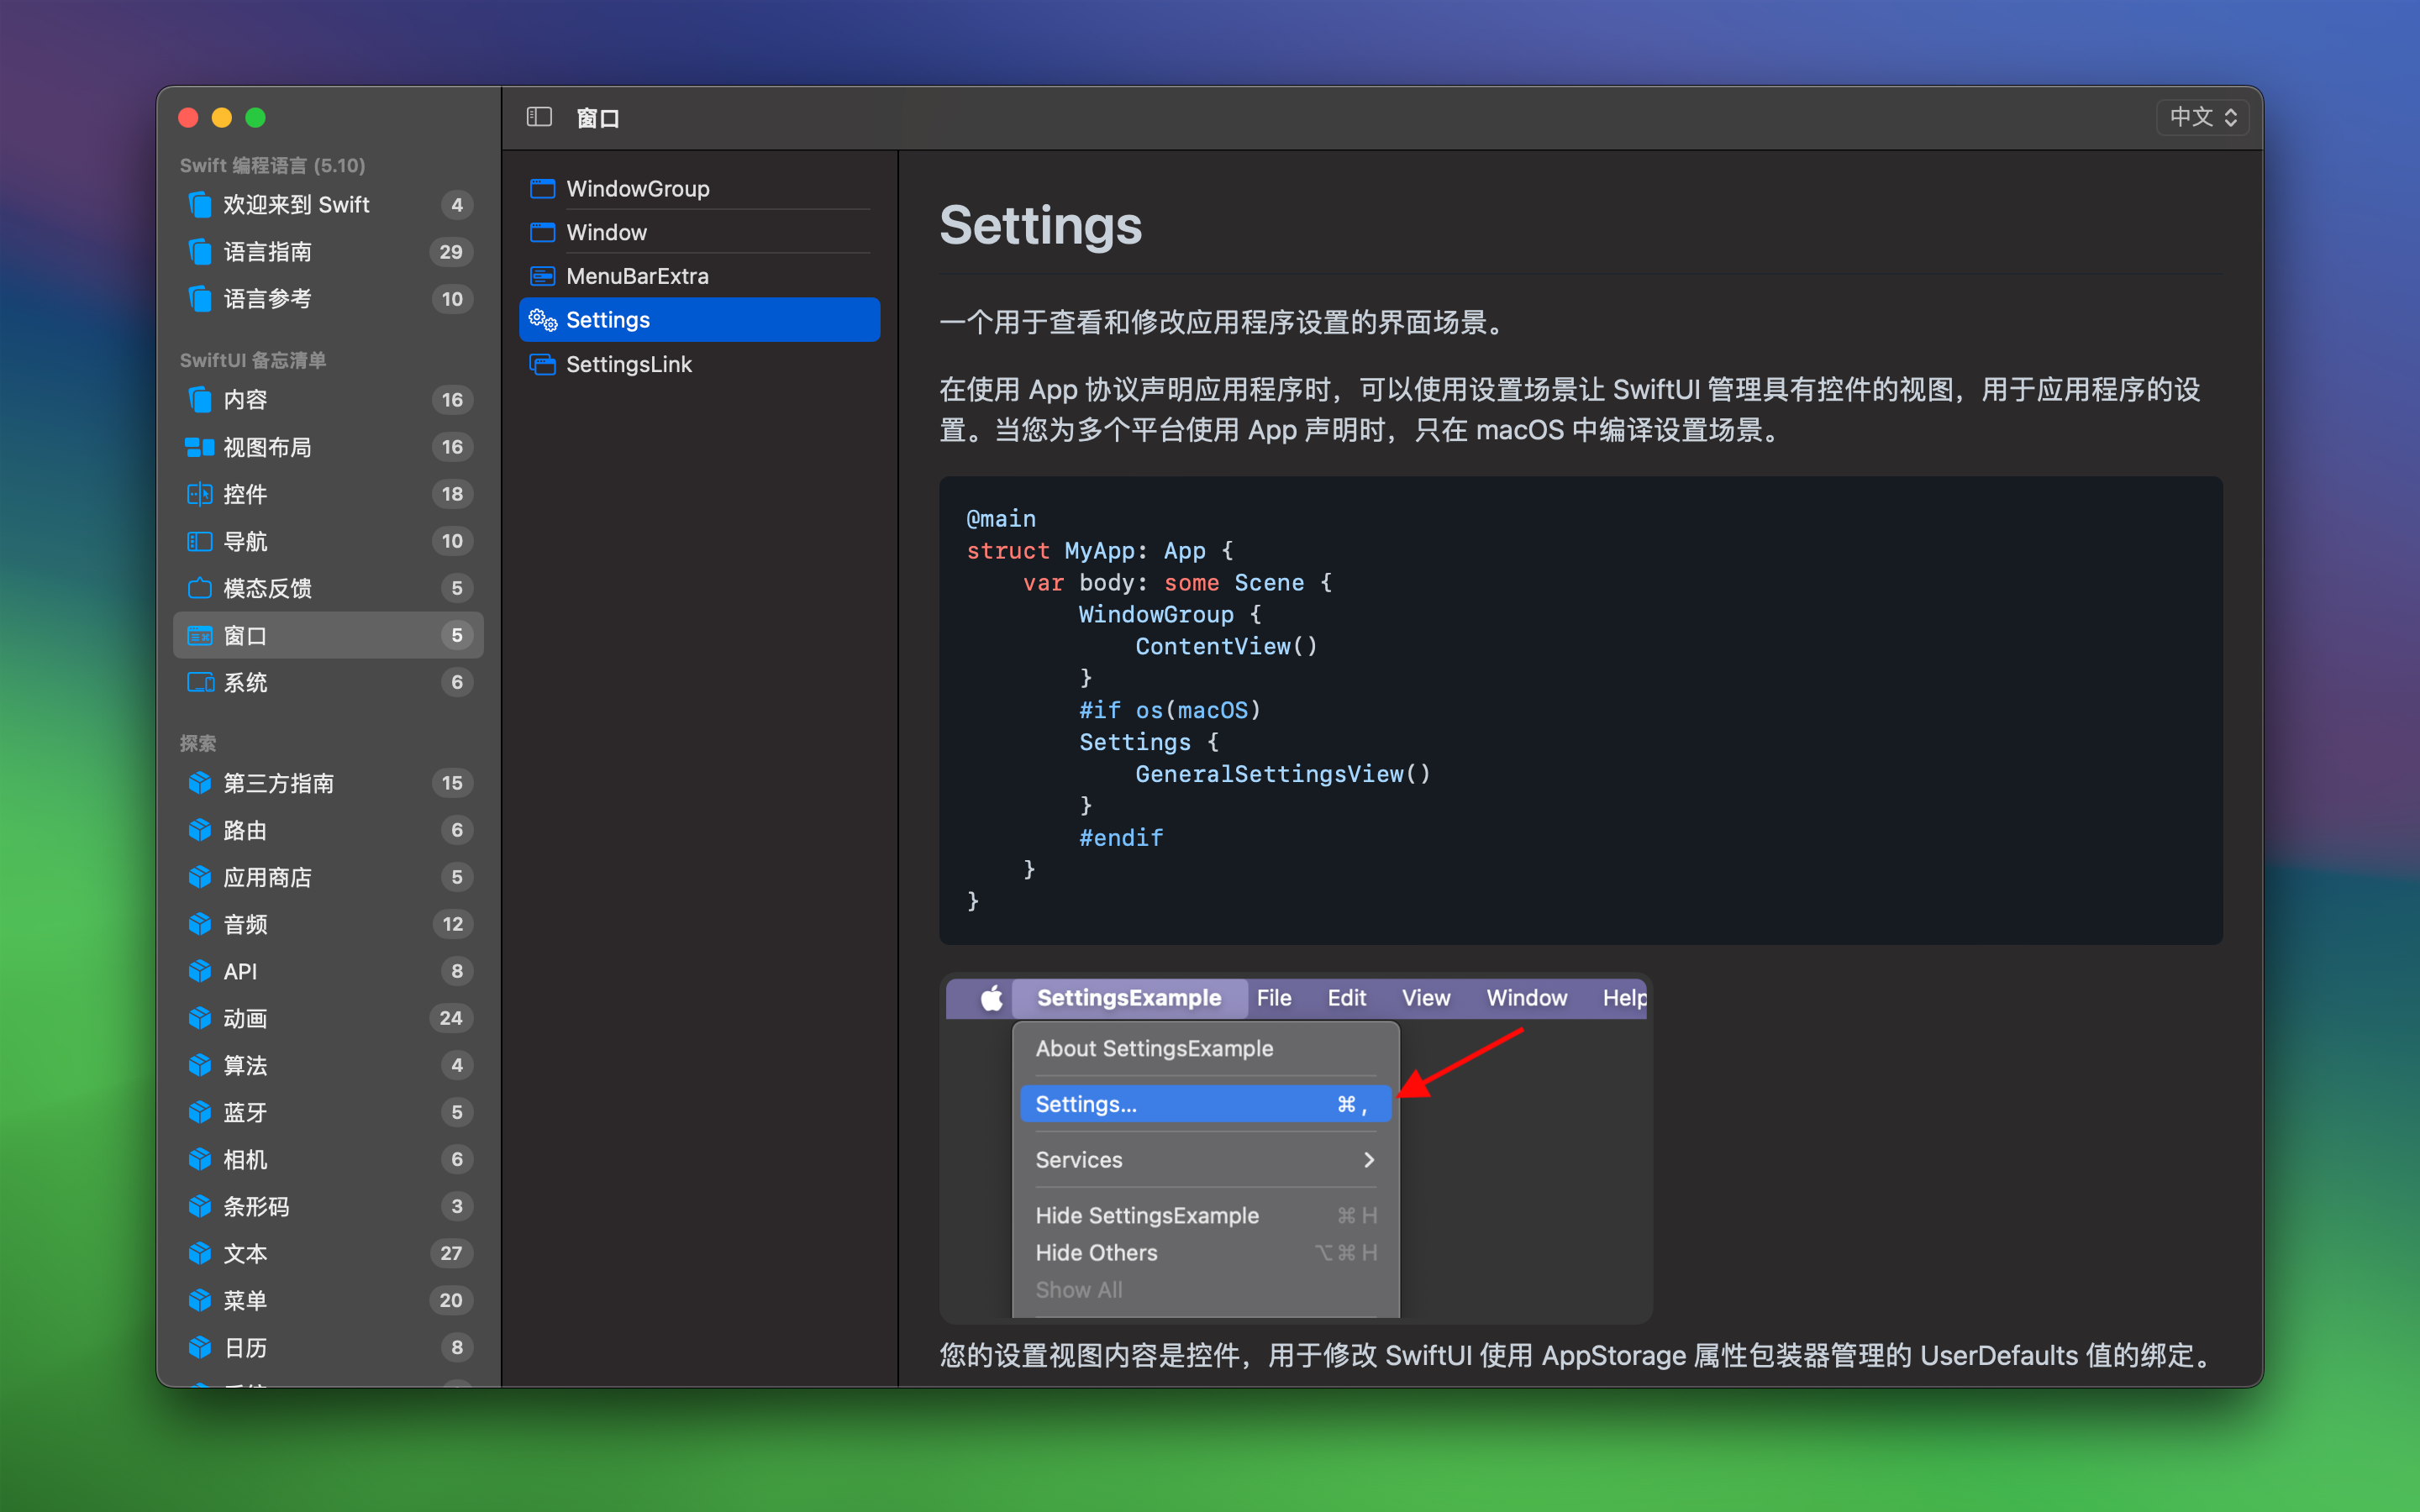 窗口
中文
Swift 编程语言 (5.10)
欢迎来到 Swift 4
语言指南 29
语言参考 10
SwiftUI 备忘清单
内容 16
视图布局 16
控件 18
导航 10
模态反馈 5
窗口 5
系统 6
探索
第三方指南 15
路由 6
应用商店 5
音频 12
API 8
动画 24
算法 4
蓝牙 5
相机 6
条形码 3
文本 27
菜单 20
日历 8
WindowGroup
Window
MenuBarExtra
Settings
SettingsLink
Settings
一个用于查看和修改应用程序设置的界面场景。
在使用 App 协议声明应用程序时，可以使用设置场景让 SwiftUI 管理具有控件的视图，用于应用程序的设
置。当您为多个平台使用 App 声明时，只在 macOS 中编译设置场景。
@main
struct MyApp: App {
    var body: some Scene {
        WindowGroup {
            ContentView()
        }
        #if os(macOS)
        Settings {
            GeneralSettingsView()
        }
        #endif
    }
}
SettingsExample File Edit View Window Help
About SettingsExample
Settings... ⌘ ,
Services
Hide SettingsExample ⌘ H
Hide Others ⌥ ⌘ H
Show All
您的设置视图内容是控件，用于修改 SwiftUI 使用 AppStorage 属性包装器管理的 UserDefaults 值的绑定。